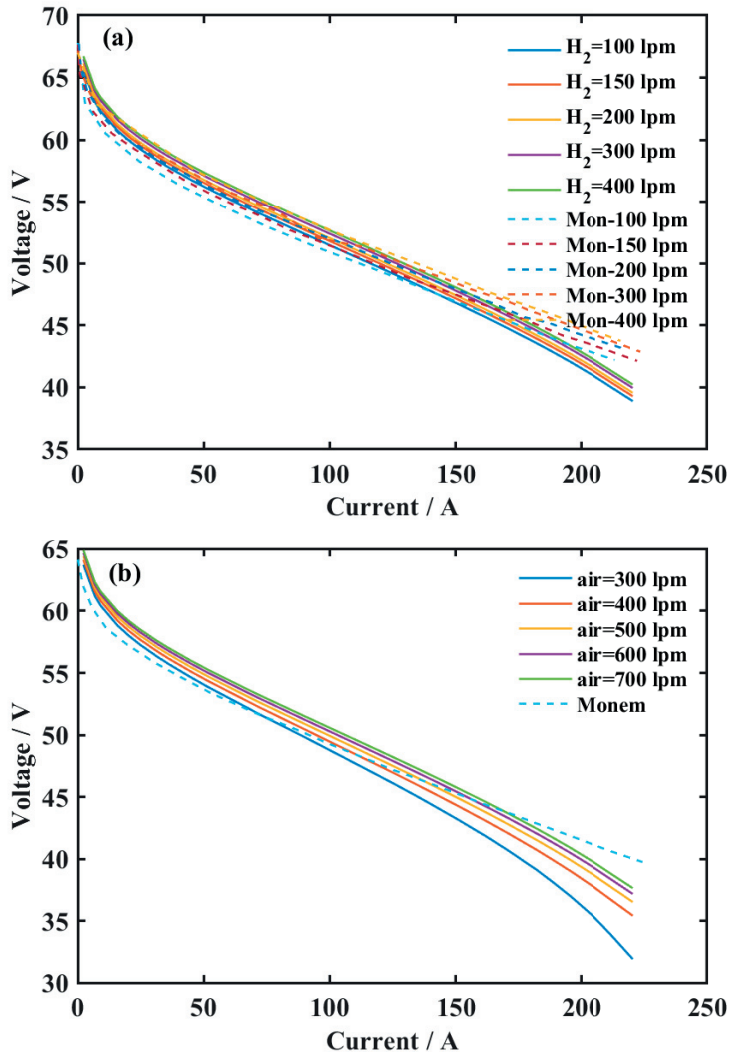 (a)
70
65
60
55
50
45
40
35
Voltage / V
H2=100 lpm
H2=150 lpm
H2=200 lpm
H2=300 lpm
H2=400 lpm
Mon-100 lpm
Mon-150 lpm
Mon-200 lpm
Mon-300 lpm
Mon-400 lpm
0 50 100 150 200 250
Current / A
(b)
65
60
55
50
45
40
35
30
Voltage / V
air=300 lpm
air=400 lpm
air=500 lpm
air=600 lpm
air=700 lpm
Monem
0 50 100 150 200 250
Current / A